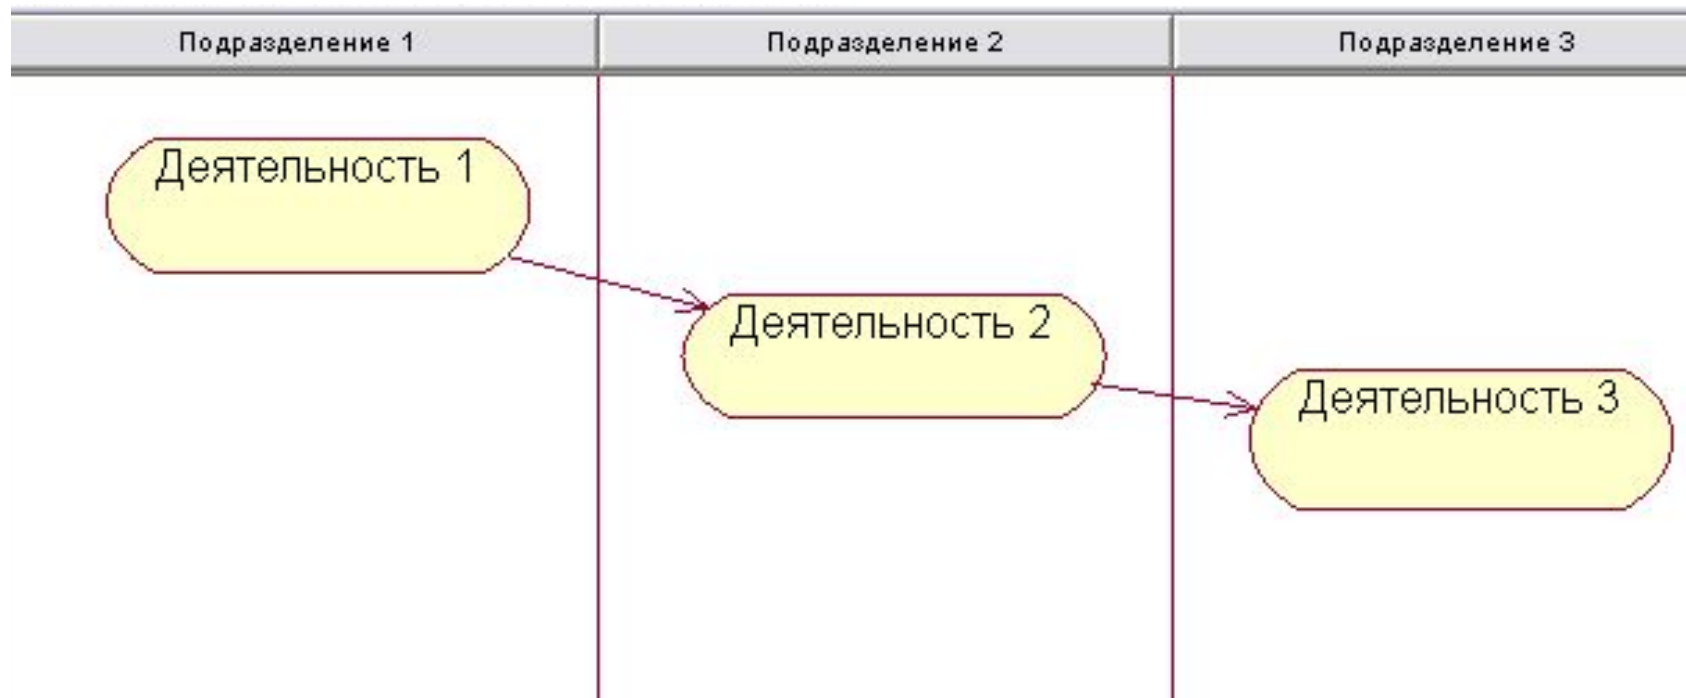 Подразделение 1
Подразделение 2
Подразделение 3
Деятельность 1
Деятельность 2
Деятельность 3